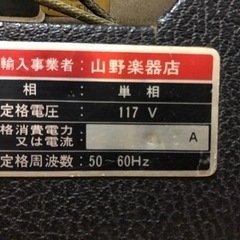 輸入事業者：山野楽器店
相：単相
定格電圧：117 V
格消費電力又は電流： A
定格周波数：50～60Hz